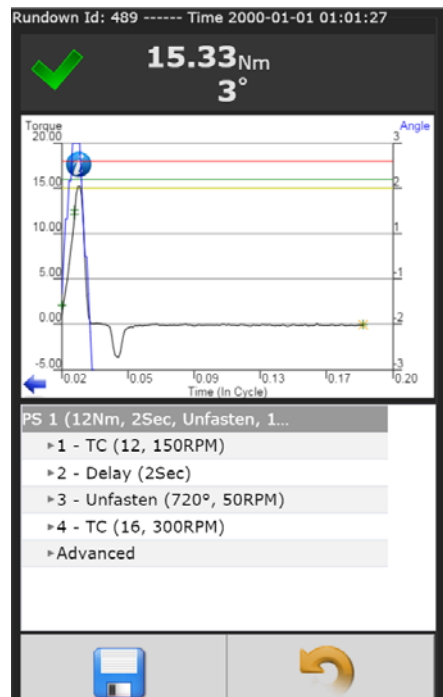 Rundown Id: 489 ------ Time 2000-01-01 01:01:27
15.33Nm
3°
Torque
Angle
20.00
3
15.00
2
10.00
1
5.00
-1
0.00
-2
-5.00
-3
0.02
0.05
0.09
0.13
0.17
0.20
Time (In Cycle)
PS 1 (12Nm, 2Sec, Unfasten, 1...
1 - TC (12, 150RPM)
2 - Delay (2Sec)
3 - Unfasten (720°, 50RPM)
4 - TC (16, 300RPM)
Advanced